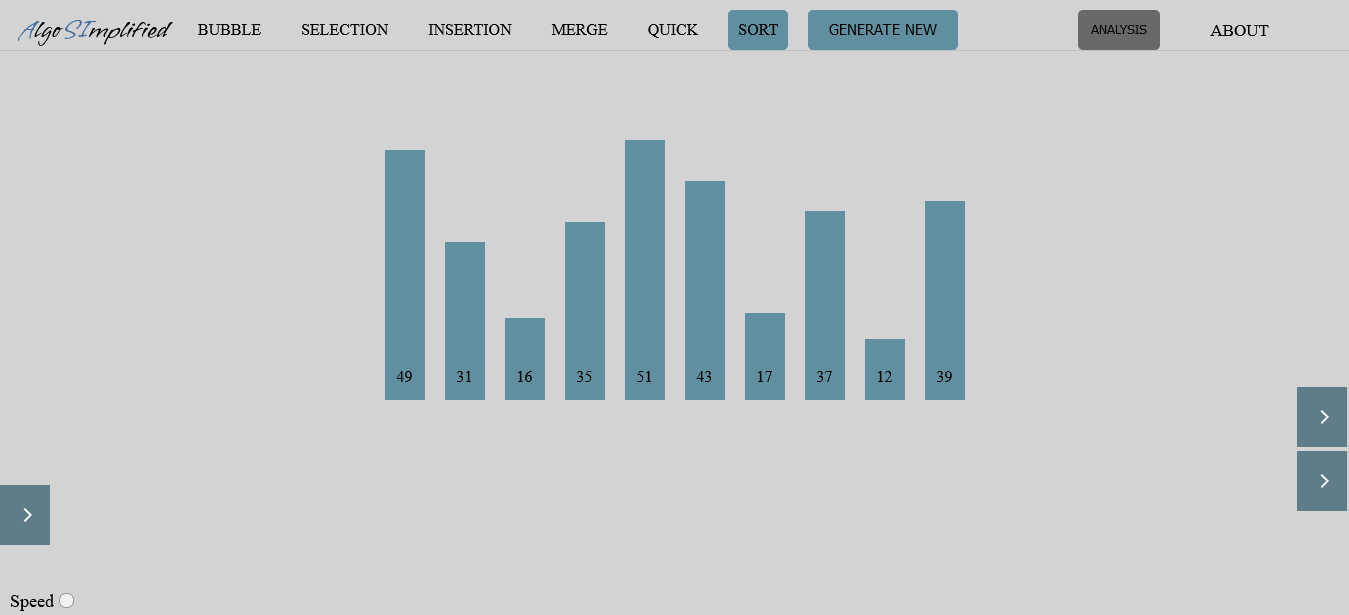 AlgoSImplified BUBBLE SELECTION INSERTION MERGE QUICK SORT GENERATE NEW ANALYSIS ABOUT
49 31 16 35 51 43 17 37 12 39
Speed